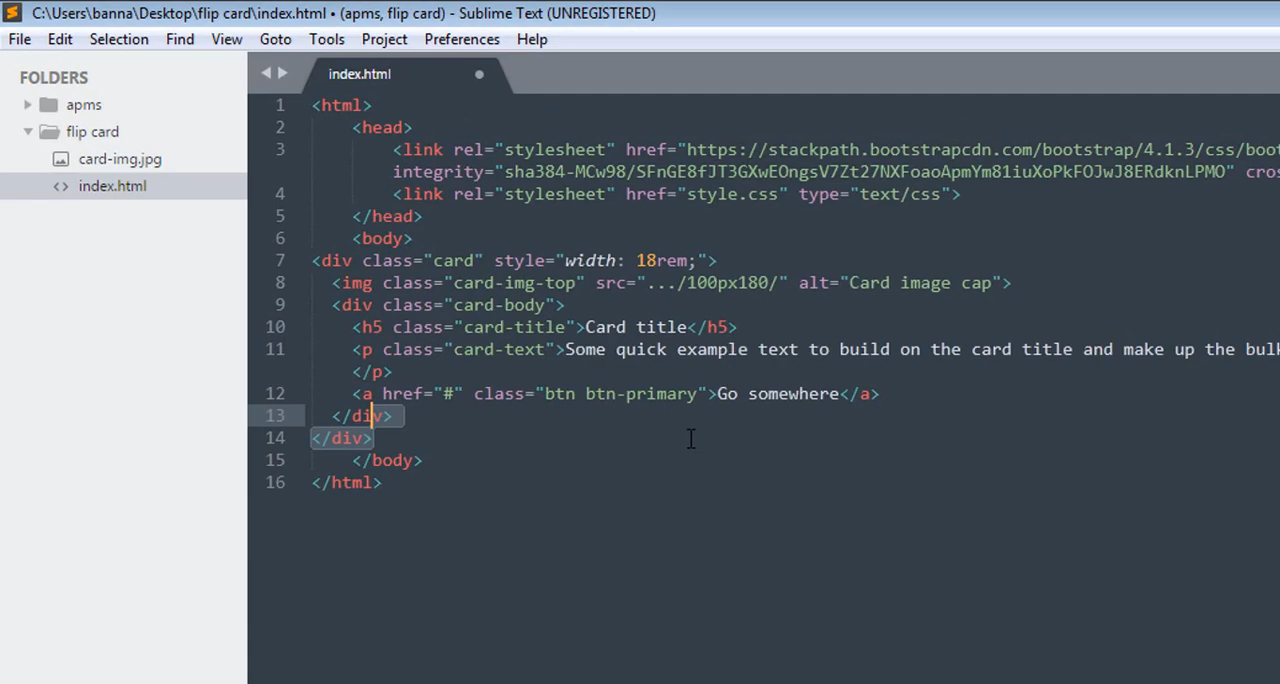 C:\Users\banna\Desktop\flip card\index.html • (apms, flip card) - Sublime Text (UNREGISTERED)
File Edit Selection Find View Goto Tools Project Preferences Help
FOLDERS
apms
flip card
card-img.jpg
<> index.html
index.html
1 <html>
2 <head>
3 <link rel="stylesheet" href="https://stackpath.bootstrapcdn.com/bootstrap/4.1.3/css/boot
integrity="sha384-MCw98/SFnGE8fJT3GXwEOngsV7Zt27NXFoaoApmYm81iuXoPkFOJwJ8ERdknLPMO" cros
4 <link rel="stylesheet" href="style.css" type="text/css">
5 </head>
6 <body>
7 <div class="card" style="width: 18rem;">
8 <img class="card-img-top" src=".../100px180/" alt="Card image cap">
9 <div class="card-body">
10 <h5 class="card-title">Card title</h5>
11 <p class="card-text">Some quick example text to build on the card title and make up the bulk
</p>
12 <a href="#" class="btn btn-primary">Go somewhere</a>
13 </div>
14 </div>
15 </body>
16 </html>